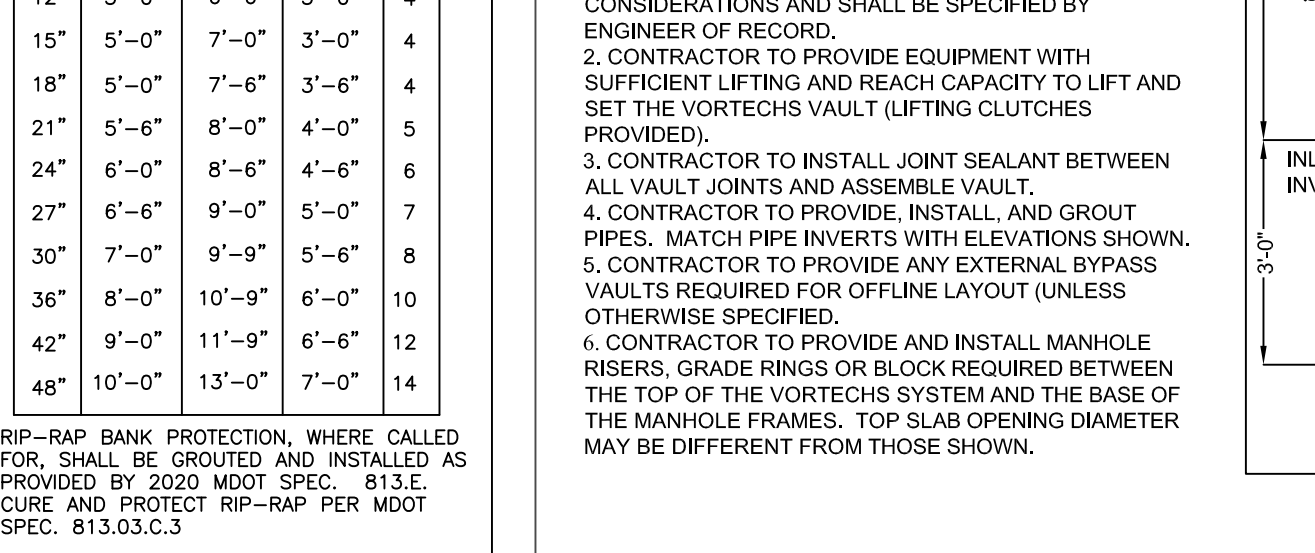 15" 5'-0" 7'-0" 3'-0" 4
18" 5'-0" 7'-6" 3'-6" 4
21" 5'-6" 8'-0" 4'-0" 5
24" 6'-0" 8'-6" 4'-6" 6
27" 6'-6" 9'-0" 5'-0" 7
30" 7'-0" 9'-9" 5'-6" 8
36" 8'-0" 10'-9" 6'-0" 10
42" 9'-0" 11'-9" 6'-6" 12
48" 10'-0" 13'-0" 7'-0" 14
RIP-RAP BANK PROTECTION, WHERE CALLED
FOR, SHALL BE GROUTED AND INSTALLED AS
PROVIDED BY 2020 MDOT SPEC. 813.E.
CURE AND PROTECT RIP-RAP PER MDOT
SPEC. 813.03.C.3
CONSIDERATIONS AND SHALL BE SPECIFIED BY
ENGINEER OF RECORD.
2. CONTRACTOR TO PROVIDE EQUIPMENT WITH
SUFFICIENT LIFTING AND REACH CAPACITY TO LIFT AND
SET THE VORTECHS VAULT (LIFTING CLUTCHES
PROVIDED).
3. CONTRACTOR TO INSTALL JOINT SEALANT BETWEEN
ALL VAULT JOINTS AND ASSEMBLE VAULT.
4. CONTRACTOR TO PROVIDE, INSTALL, AND GROUT
PIPES. MATCH PIPE INVERTS WITH ELEVATIONS SHOWN.
5. CONTRACTOR TO PROVIDE ANY EXTERNAL BYPASS
VAULTS REQUIRED FOR OFFLINE LAYOUT (UNLESS
OTHERWISE SPECIFIED.
6. CONTRACTOR TO PROVIDE AND INSTALL MANHOLE
RISERS, GRADE RINGS OR BLOCK REQUIRED BETWEEN
THE TOP OF THE VORTECHS SYSTEM AND THE BASE OF
THE MANHOLE FRAMES. TOP SLAB OPENING DIAMETER
MAY BE DIFFERENT FROM THOSE SHOWN.
INL
INV
3'-0"